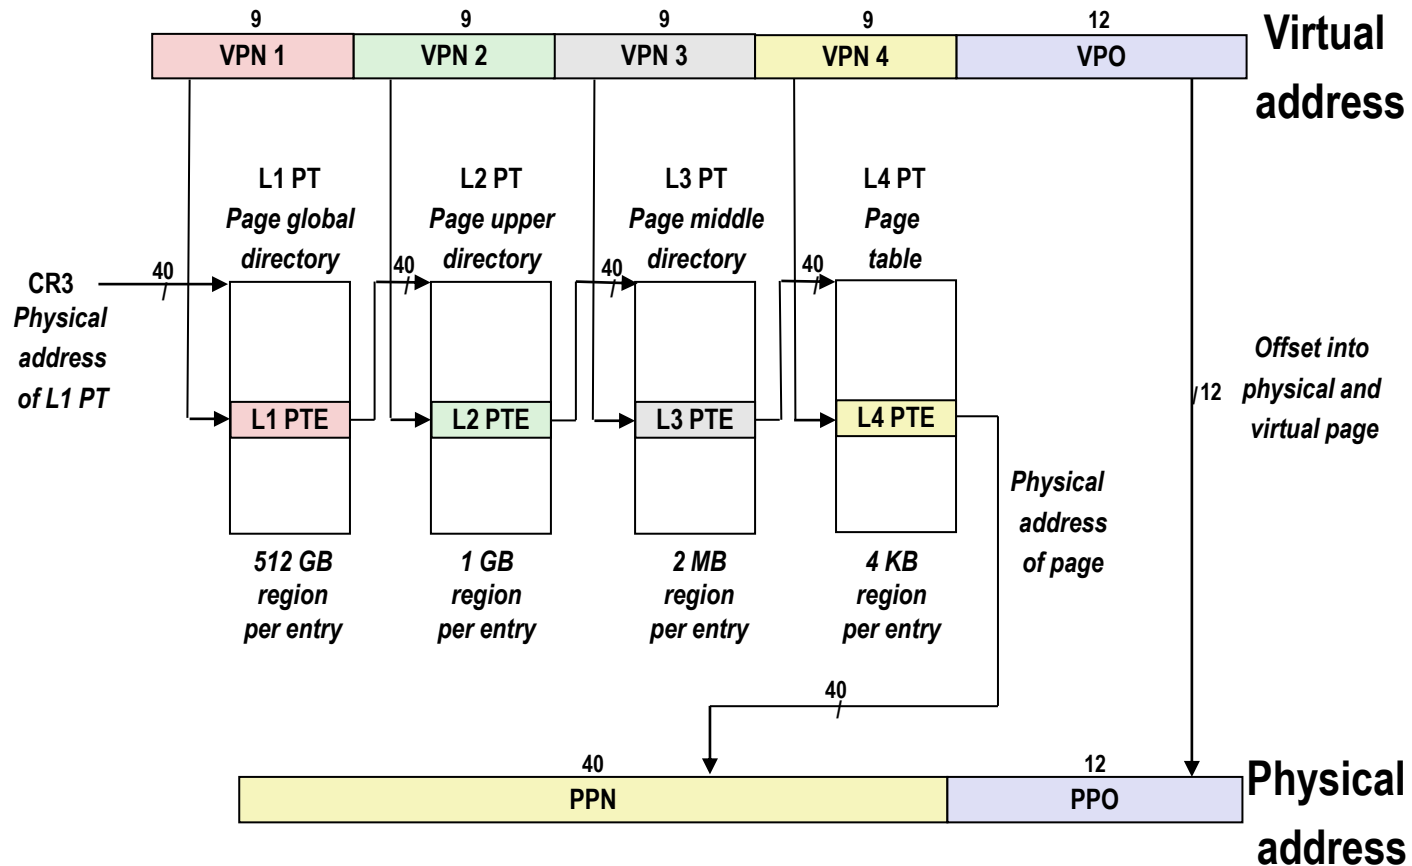 9
9
9
9
12
Virtual
address
VPN 1
VPN 2
VPN 3
VPN 4
VPO
L1 PT
Page global
directory
L2 PT
Page upper
directory
L3 PT
Page middle
directory
L4 PT
Page
table
CR3
Physical
address
of L1 PT
40
40
40
40
L1 PTE
L2 PTE
L3 PTE
L4 PTE
12
Offset into
physical and
virtual page
Physical
address
of page
512 GB
region
per entry
1 GB
region
per entry
2 MB
region
per entry
4 KB
region
per entry
40
40
12
PPN
PPO
Physical
address